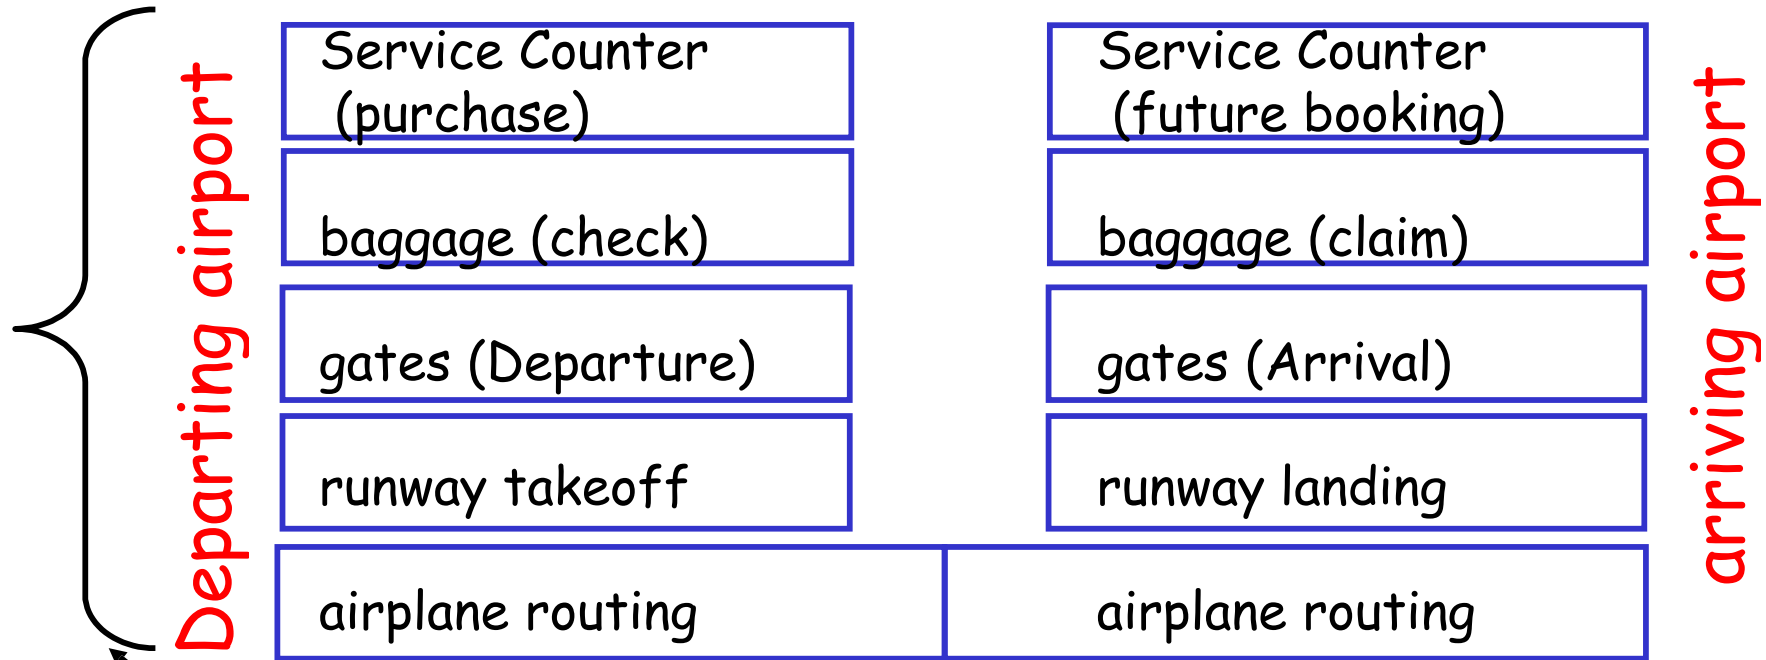 Departing airport
Service Counter
(purchase)
baggage (check)
gates (Departure)
runway takeoff
airplane routing
Service Counter
(future booking)
baggage (claim)
gates (Arrival)
runway landing
airplane routing
arriving airport